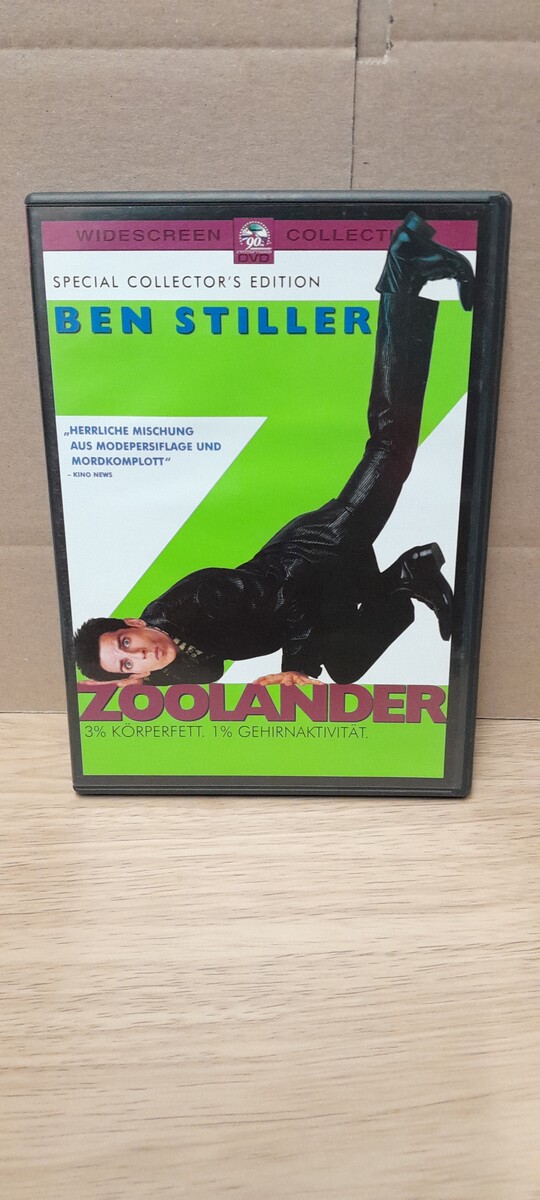 WIDESCREEN COLLECTI
90s
DVD
SPECIAL COLLECTOR'S EDITION
BEN STILLER
„HERRLICHE MISCHUNG
AUS MODEPERSIFLAGE UND
MORDKOMPLOTT“
– KINO NEWS
ZOOLANDER
3% KÖRPERFETT. 1% GEHIRNAKTIVITÄT.